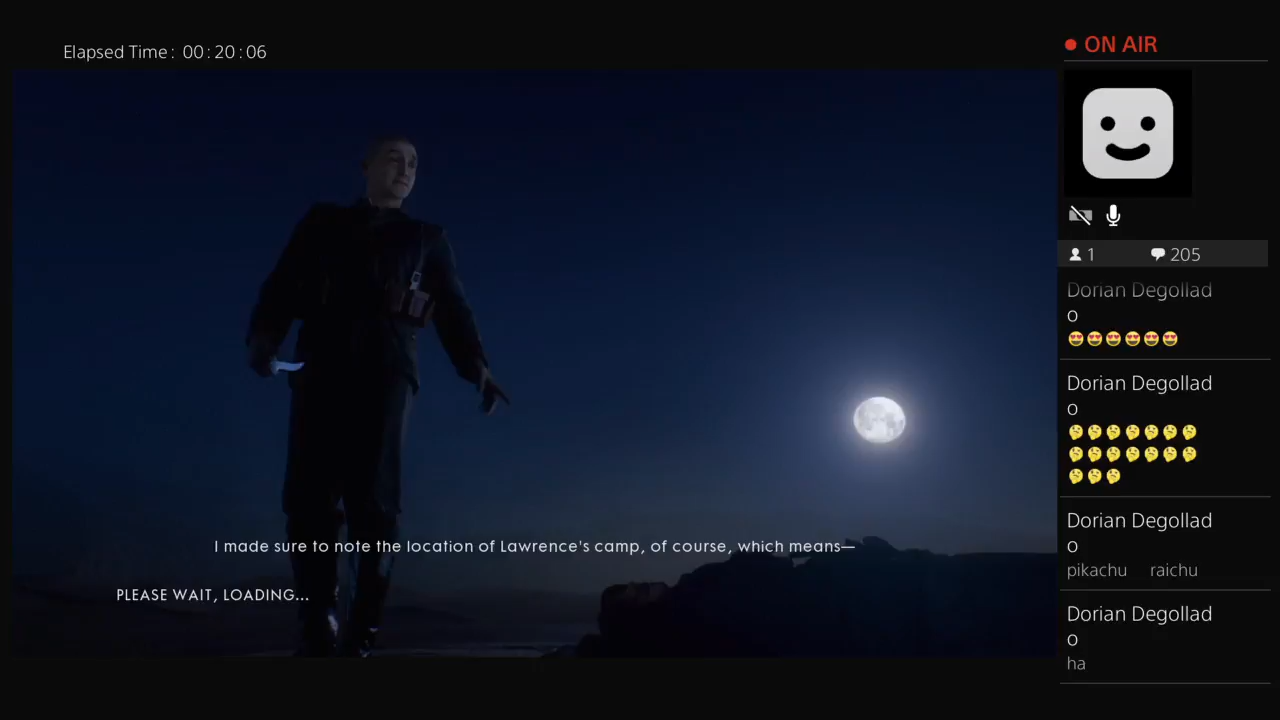 Elapsed Time: 00:20:06
ON AIR
1 205
Dorian Degollad
o
Dorian Degollad
o
Dorian Degollad
o
pikachu raichu
Dorian Degollad
o
ha
I made sure to note the location of Lawrence's camp, of course, which means—
PLEASE WAIT, LOADING...